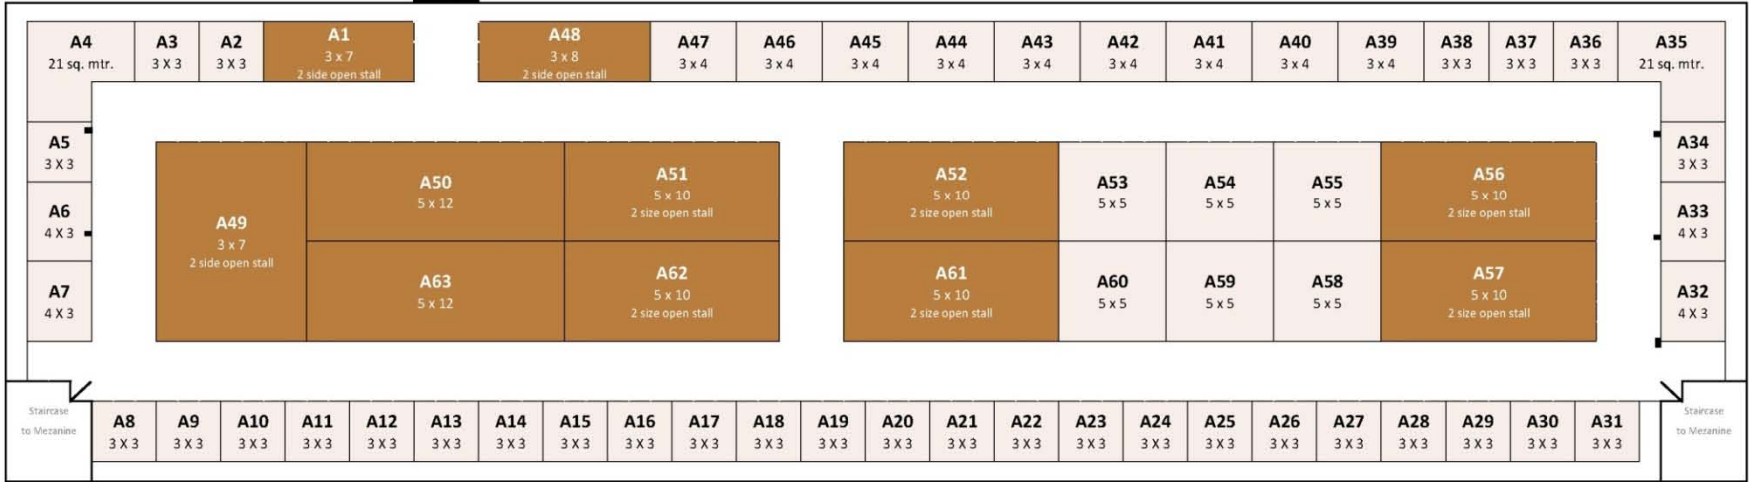 A4
21 sq. mtr.
A3
3 X 3
A2
3 X 3
A1
3 x 7
2 side open stall
A48
3 x 8
2 side open stall
A47
3 x 4
A46
3 x 4
A45
3 x 4
A44
3 x 4
A43
3 x 4
A42
3 x 4
A41
3 x 4
A40
3 x 4
A39
3 x 4
A38
3 X 3
A37
3 X 3
A36
3 X 3
A35
21 sq. mtr.
A5
3 X 3
A6
4 X 3
A7
4 X 3
A49
3 x 7
2 side open stall
A50
5 x 12
A51
5 x 10
2 size open stall
A52
5 x 10
2 size open stall
A53
5 x 5
A54
5 x 5
A55
5 x 5
A56
5 x 10
2 size open stall
A34
3 X 3
A33
4 X 3
A32
4 X 3
A63
5 x 12
A62
5 x 10
2 size open stall
A61
5 x 10
2 size open stall
A60
5 x 5
A59
5 x 5
A58
5 x 5
A57
5 x 10
2 size open stall
Staircase
to Mezanine
A8
3 X 3
A9
3 X 3
A10
3 X 3
A11
3 X 3
A12
3 X 3
A13
3 X 3
A14
3 X 3
A15
3 X 3
A16
3 X 3
A17
3 X 3
A18
3 X 3
A19
3 X 3
A20
3 X 3
A21
3 X 3
A22
3 X 3
A23
3 X 3
A24
3 X 3
A25
3 X 3
A26
3 X 3
A27
3 X 3
A28
3 X 3
A29
3 X 3
A30
3 X 3
A31
3 X 3
Staircase
to Mezanine